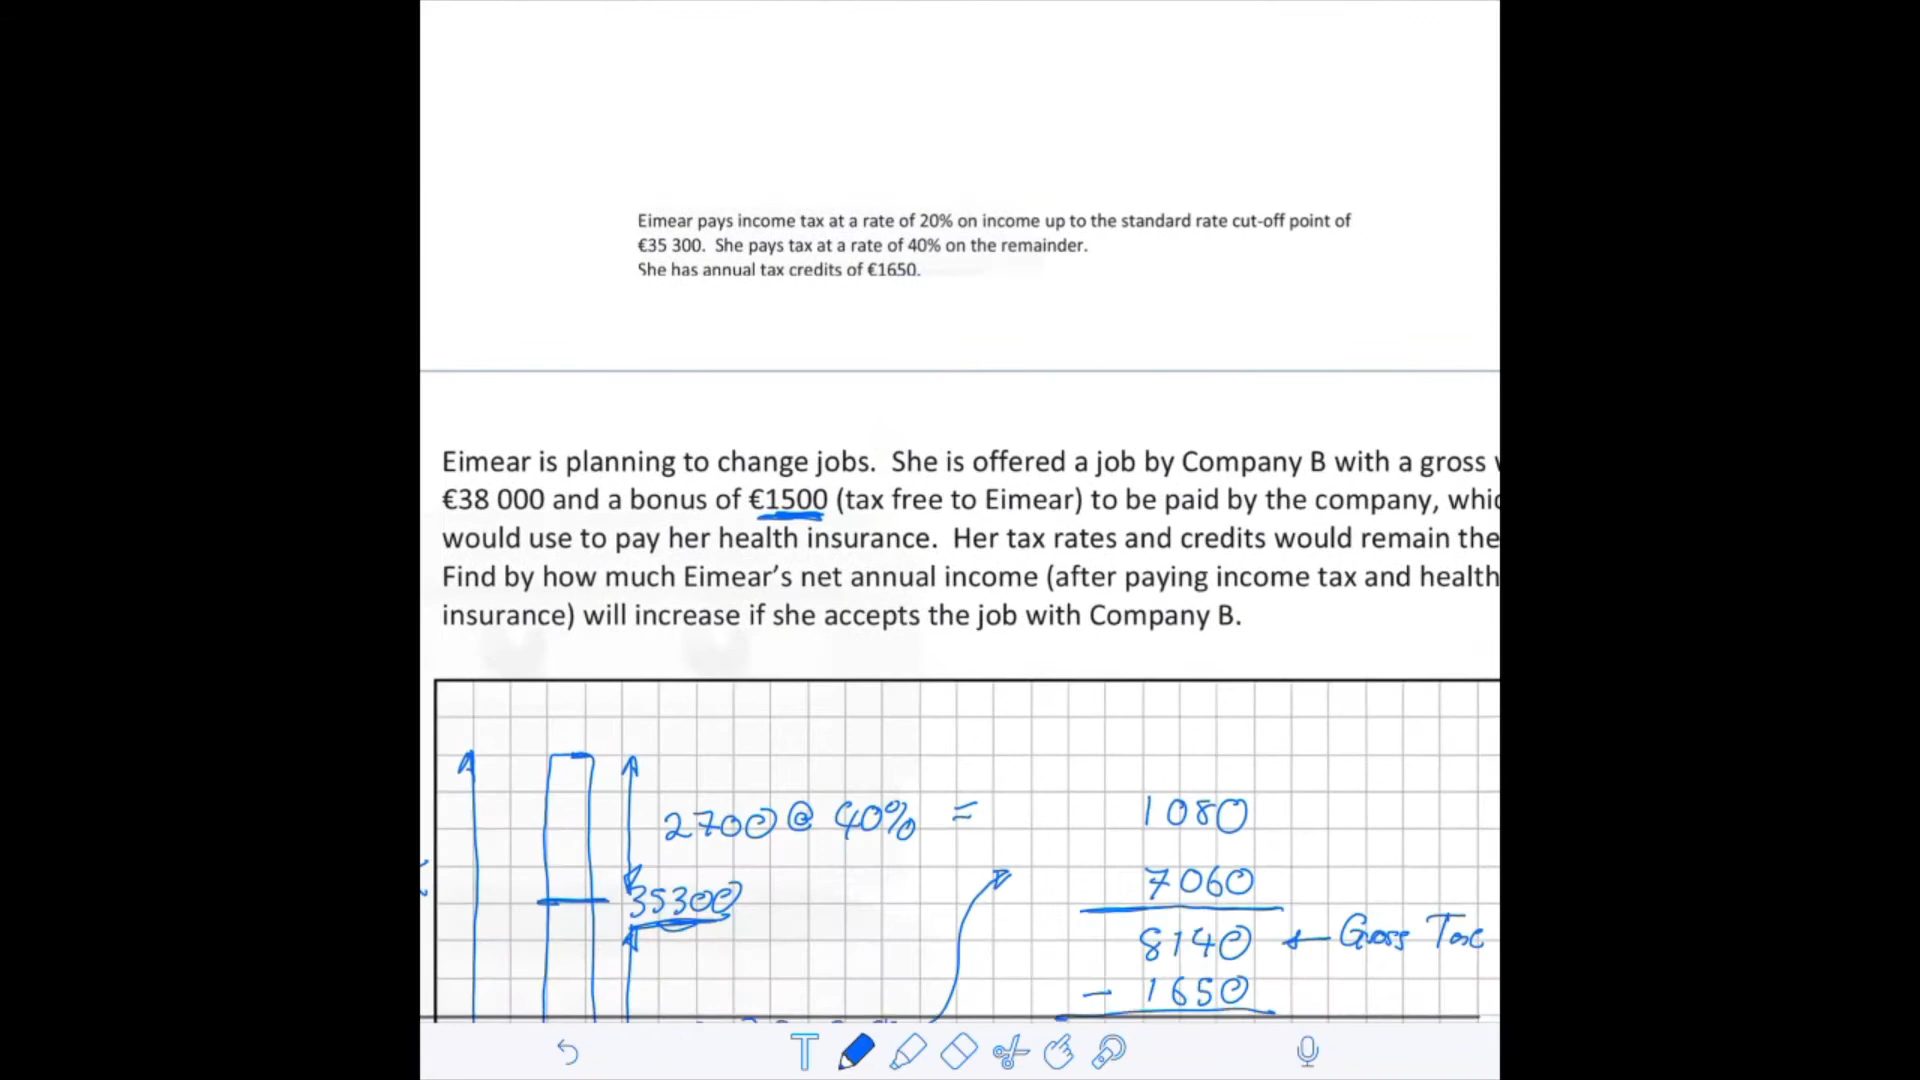 Eimear pays income tax at a rate of 20% on income up to the standard rate cut-off point of
€35 300. She pays tax at a rate of 40% on the remainder.
She has annual tax credits of €1650.
Eimear is planning to change jobs. She is offered a job by Company B with a gross
€38 000 and a bonus of €1500 (tax free to Eimear) to be paid by the company,
would use to pay her health insurance. Her tax rates and credits would remain the
Find by how much Eimear's net annual income (after paying income tax and health
insurance) will increase if she accepts the job with Company B.
2700 @ 40% = 1080
7060
35300
8140 ← Gross Tax
- 1650
T